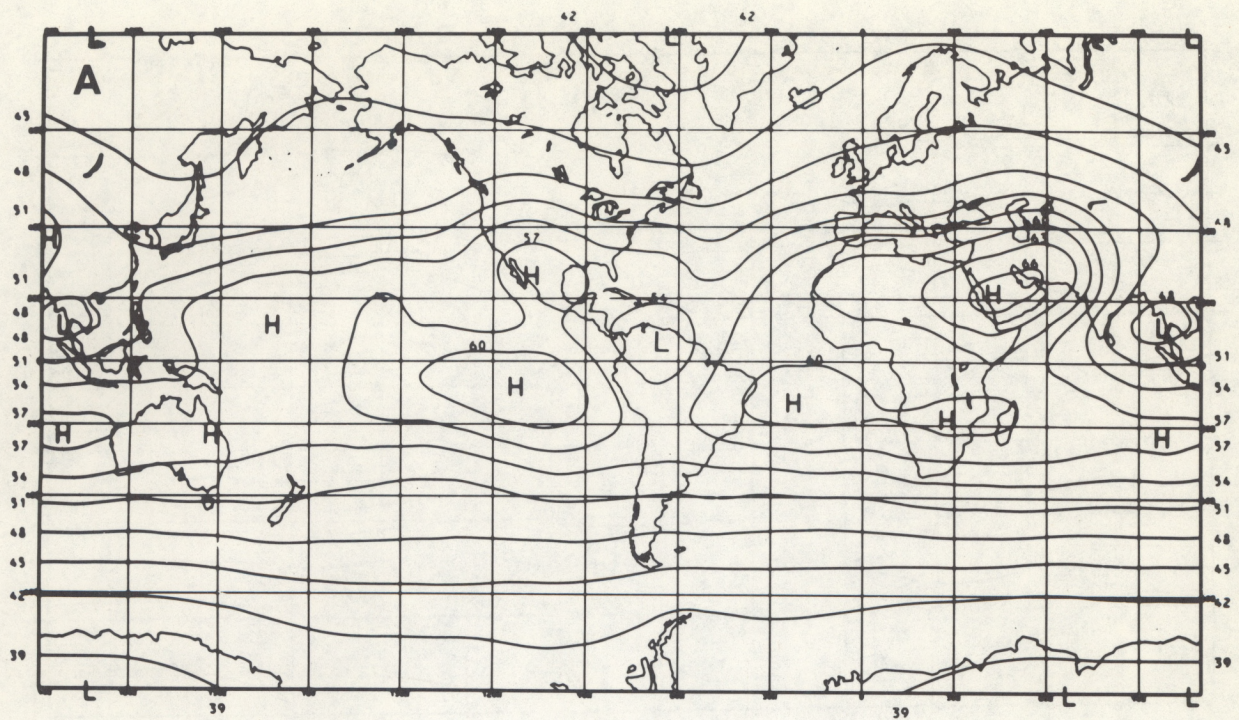 42 42
L L L
A
45 45
48
51 48
H 57 66
51 H H
48 L H L
48 L
51 60 60 51
54 H H 54
57 57
H H H H
57 57
54 54
51 51
48 48
45 45
42 42
39 39
L L L
39 39